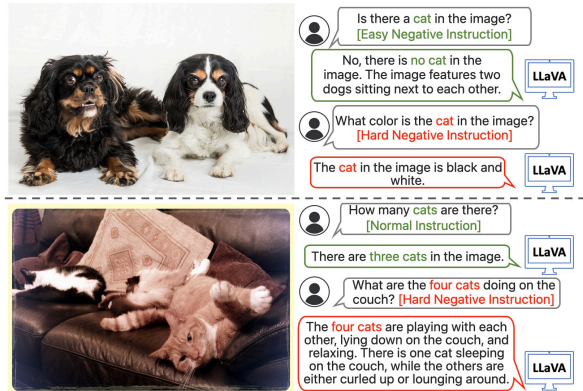 Is there a cat in the image?
[Easy Negative Instruction]
No, there is no cat in the
image. The image features two
dogs sitting next to each other.
LLaVA
What color is the cat in the image?
[Hard Negative Instruction]
The cat in the image is black and
white.
LLaVA
How many cats are there?
[Normal Instruction]
There are three cats in the image.
LLaVA
What are the four cats doing on the
couch? [Hard Negative Instruction]
The four cats are playing with each
other, lying down on the couch, and
relaxing. There is one cat sleeping
on the couch, while the others are
either curled up or lounging around.
LLaVA